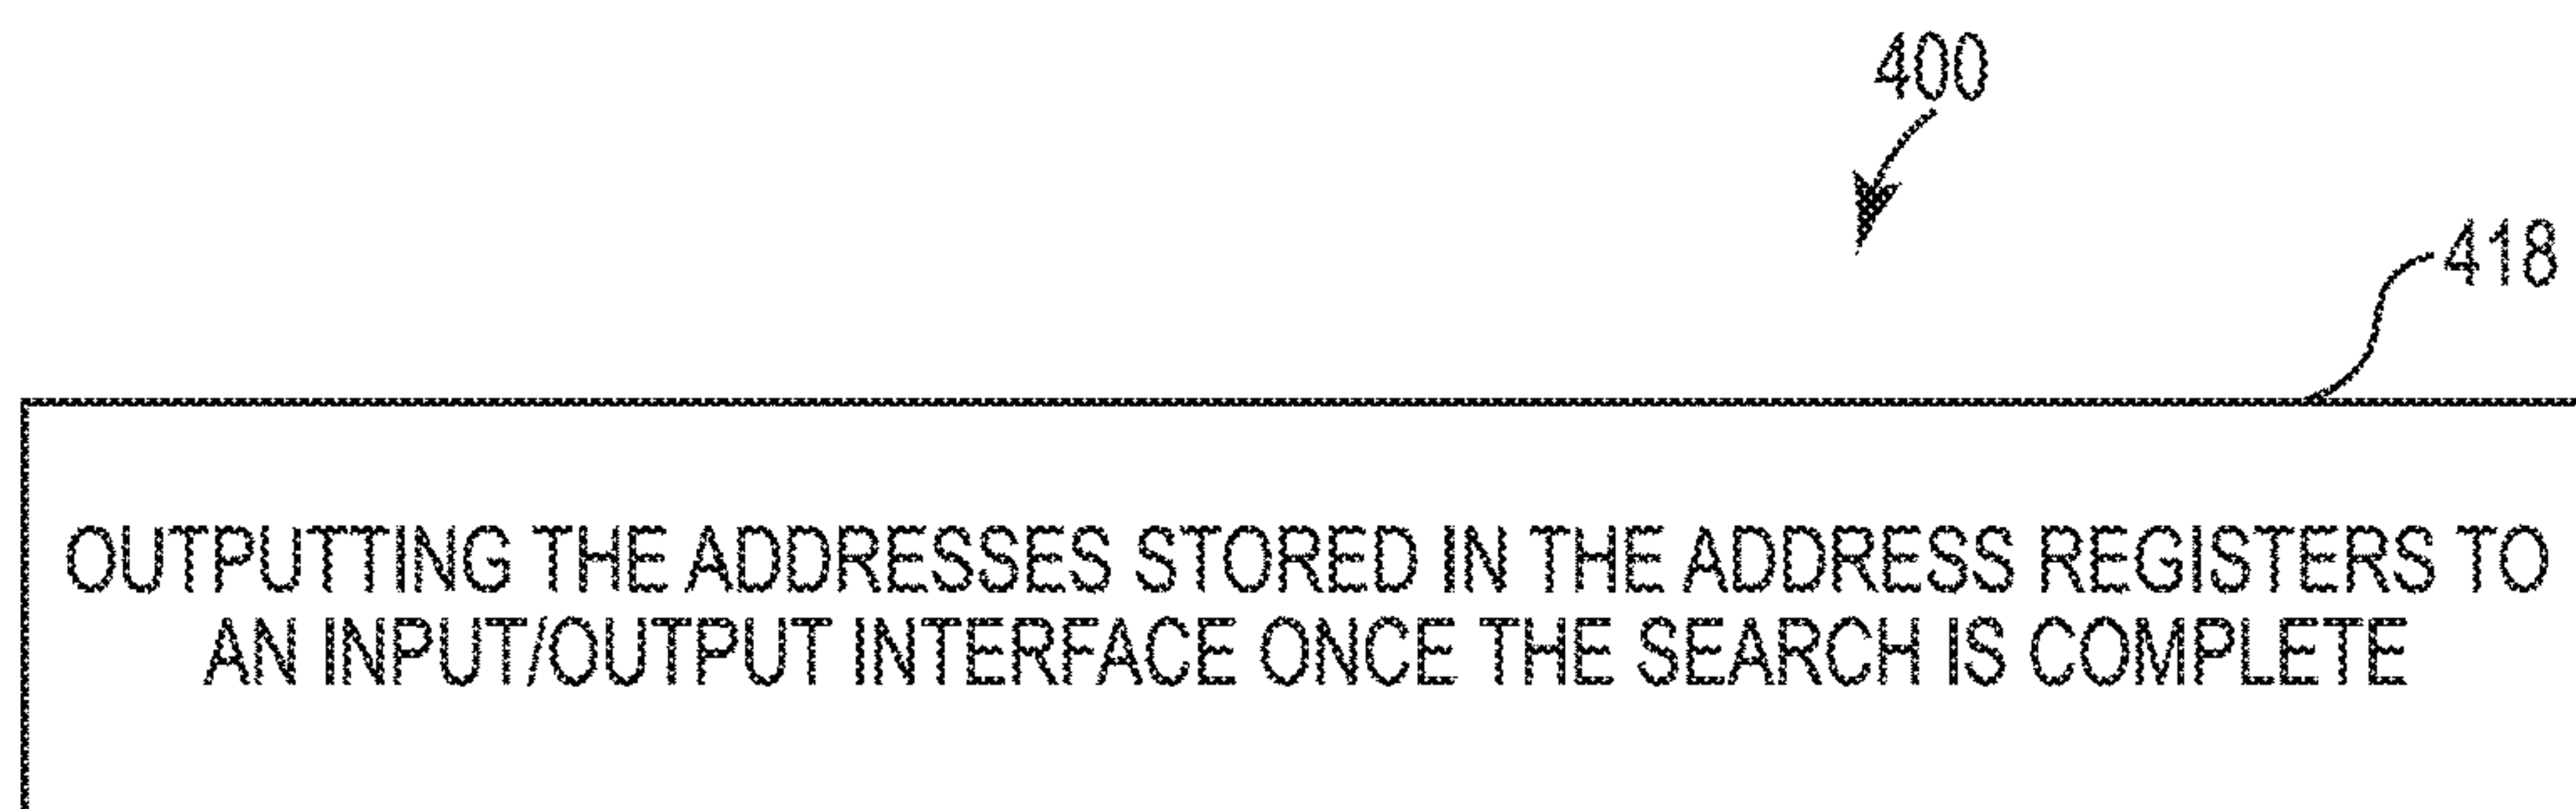 400
418
OUTPUTTING THE ADDRESSES STORED IN THE ADDRESS REGISTERS TO
AN INPUT/OUTPUT INTERFACE ONCE THE SEARCH IS COMPLETE